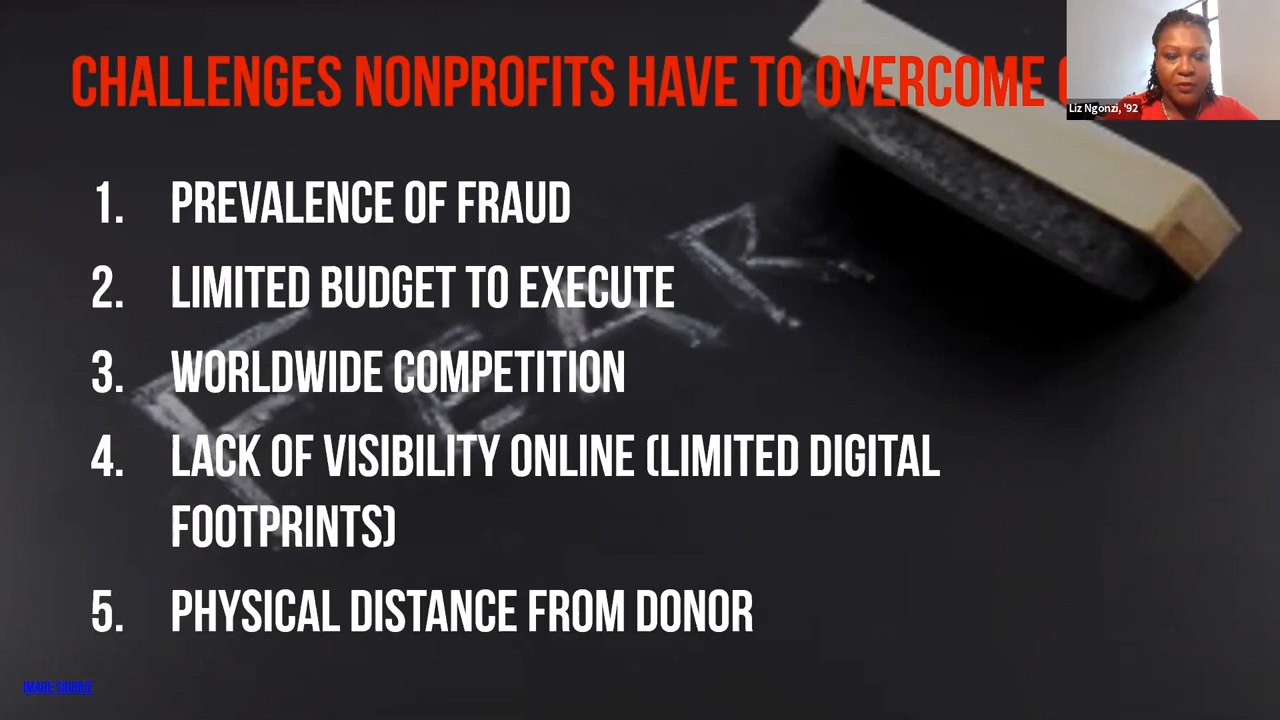 CHALLENGES NONPROFITS HAVE TO OVERCOME
Liz Ngonzi, '92
1. PREVALENCE OF FRAUD
2. LIMITED BUDGET TO EXECUTE
3. WORLDWIDE COMPETITION
4. LACK OF VISIBILITY ONLINE (LIMITED DIGITAL
FOOTPRINTS)
5. PHYSICAL DISTANCE FROM DONOR
FEAR
IMAGE SOURCE